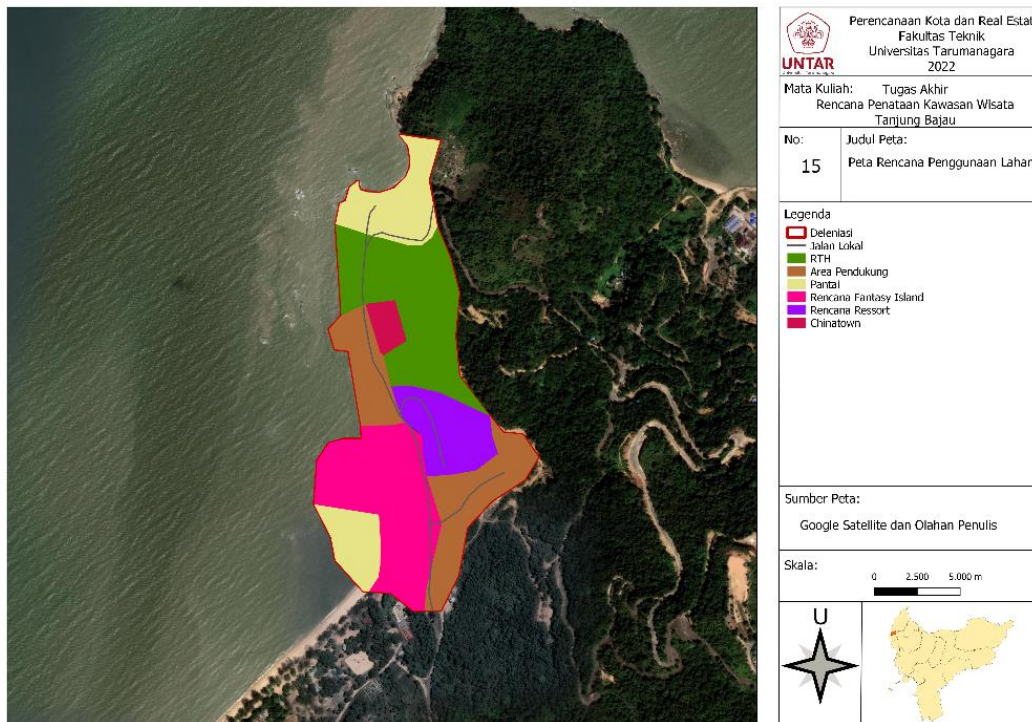 UNTAR
Perencanaan Kota dan Real Estat
Fakultas Teknik
Universitas Tarumanagara
2022
Mata Kuliah: Tugas Akhir
Rencana Penataan Kawasan Wisata
Tanjung Bajau
No:
15
Judul Peta:
Peta Rencana Penggunaan Lahan
Legenda
Deleniasi
Jalan Lokal
RTH
Area Pendukung
Pantai
Rencana Fantasy Island
Rencana Ressort
Chinatown
Sumber Peta:
Google Satellite dan Olahan Penulis
Skala:
0 2.500 5.000 m
U